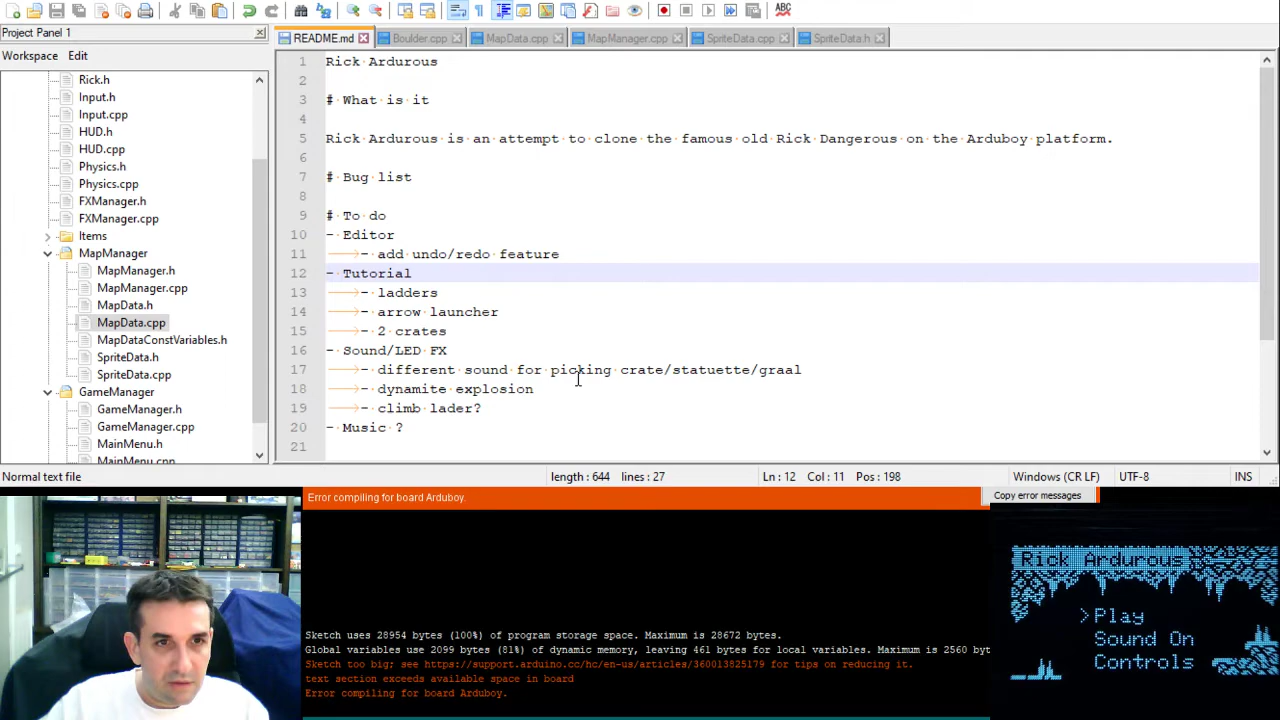 Project Panel 1
Workspace Edit
Rick.h
Input.h
Input.cpp
HUD.h
HUD.cpp
Physics.h
Physics.cpp
FXManager.h
FXManager.cpp
Items
MapManager
MapManager.h
MapManager.cpp
MapData.h
MapData.cpp
MapDataConstVariables.h
SpriteData.h
SpriteData.cpp
GameManager
GameManager.h
GameManager.cpp
MainMenu.h
MainMenu.cpp
ABC
README.md Boulder.cpp MapData.cpp MapManager.cpp SpriteData.cpp SpriteData.h
1 Rick Ardurous
2
3 # What is it
4
5 Rick Ardurous is an attempt to clone the famous old Rick Dangerous on the Arduboy platform.
6
7 # Bug list
8
9 # To do
10 - Editor
11 - add undo/redo feature
12 - Tutorial
13 - ladders
14 - arrow launcher
15 - 2 crates
16 - Sound/LED FX
17 - different sound for picking crate/statuette/graal
18 - dynamite explosion
19 - climb lader?
20 - Music ?
21
Normal text file length : 644 lines : 27 Ln : 12 Col : 11 Pos : 198 Windows (CR LF) UTF-8 INS
Error compiling for board Arduboy. Copy error messages
Sketch uses 28954 bytes (100%) of program storage space. Maximum is 28672 bytes.
Global variables use 2099 bytes (81%) of dynamic memory, leaving 461 bytes for local variables. Maximum is 2560 byt
Sketch too big; see https://support.arduino.cc/hc/en-us/articles/360013825179 for tips on reducing it.
text section exceeds available space in board
Error compiling for board Arduboy.
Rick Ardurous
>Play
Sound On
Controls